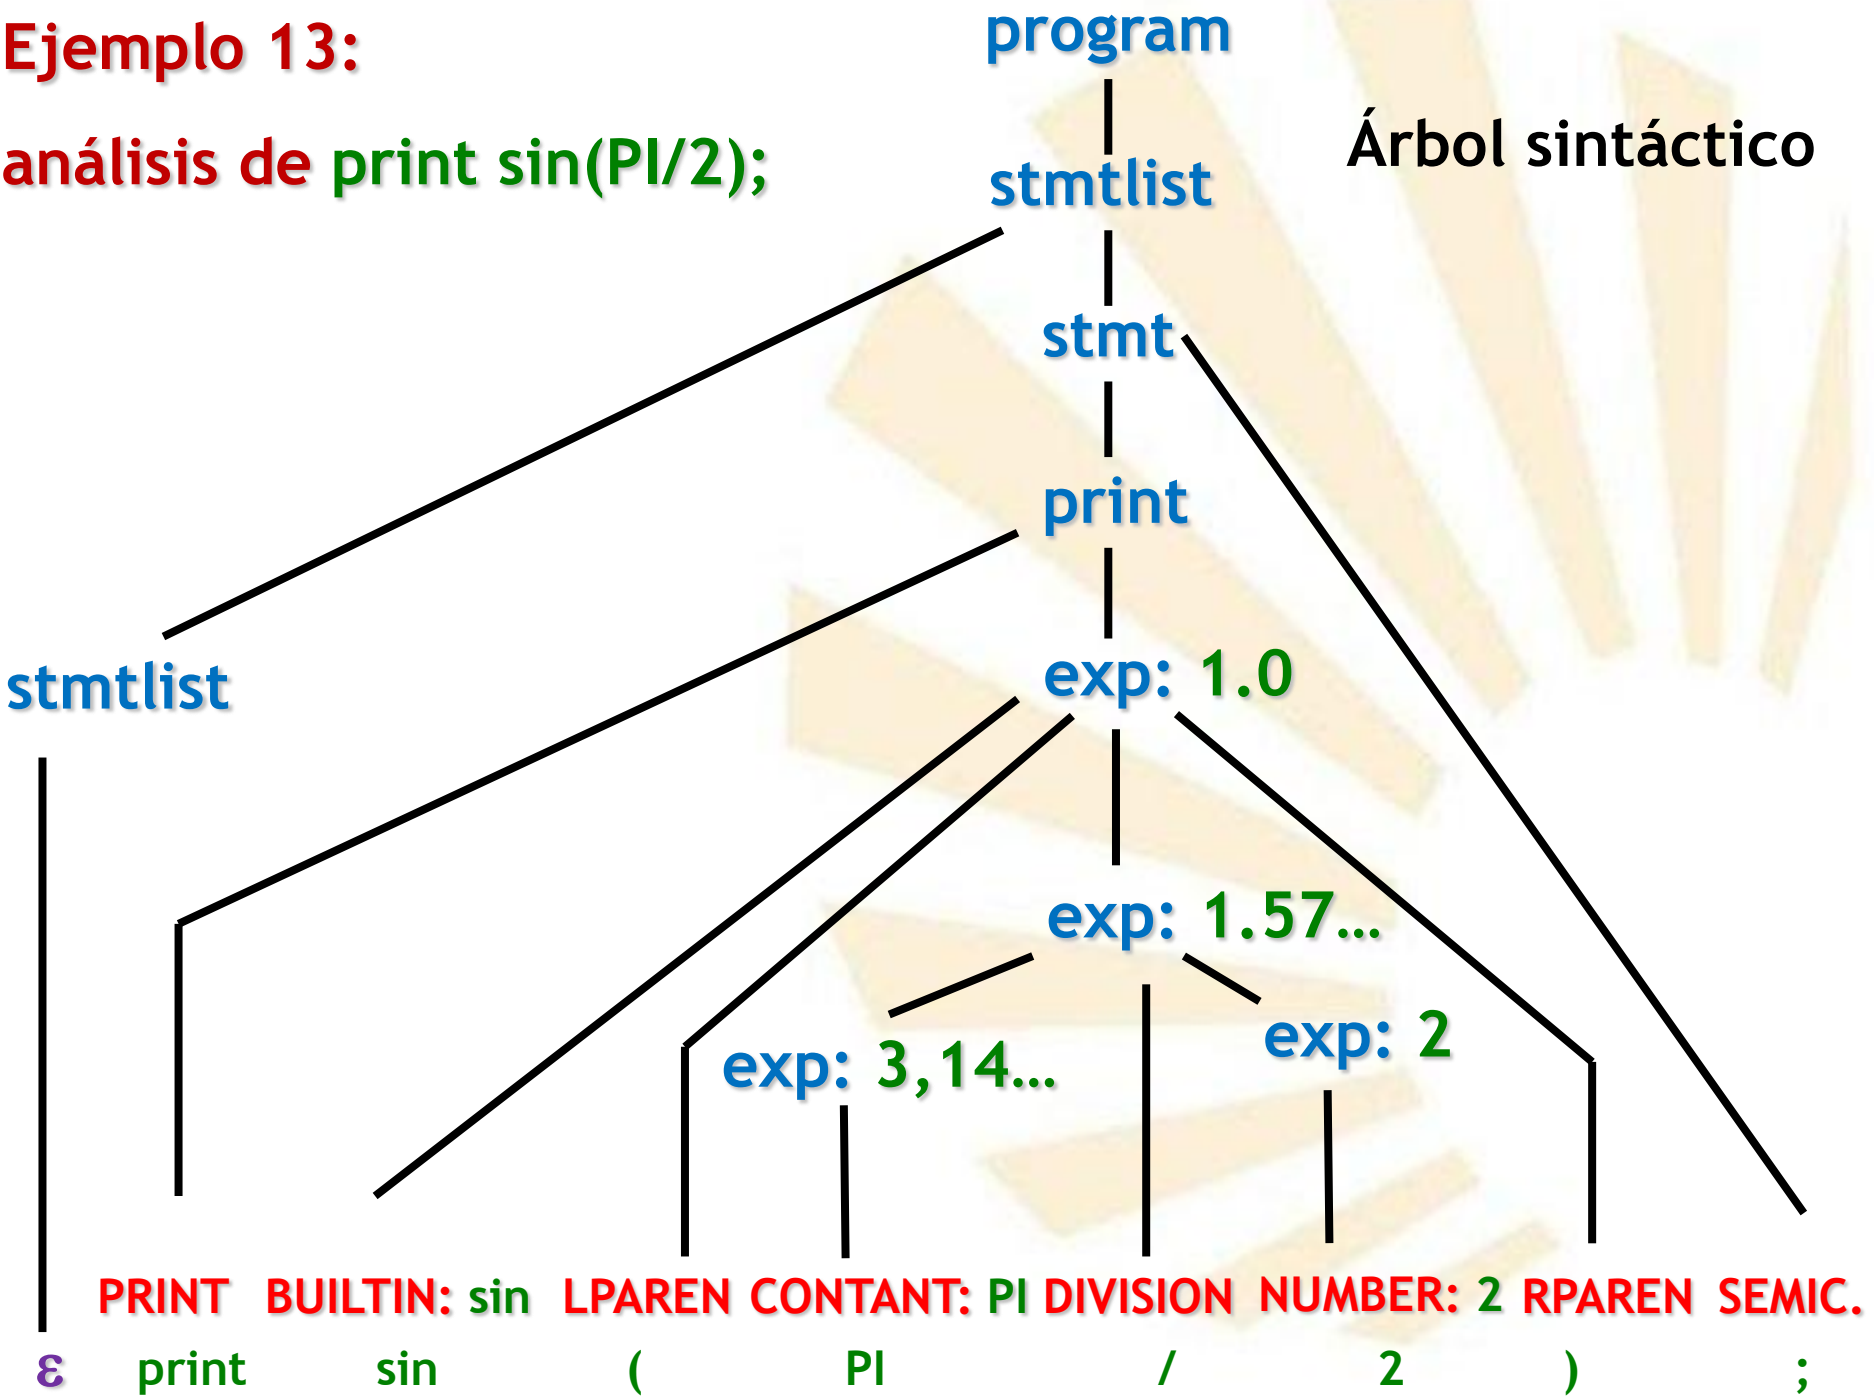 Ejemplo 13:
análisis de print sin(PI/2);
program
Árbol sintáctico
stmtlist
stmt
print
exp: 1.0
stmtlist
exp: 1.57...
exp: 2
exp: 3,14...
PRINT BUILTIN: sin LPAREN CONTANT: PI DIVISION NUMBER: 2 RPAREN SEMIC.
ε print sin ( PI / 2 ) ;